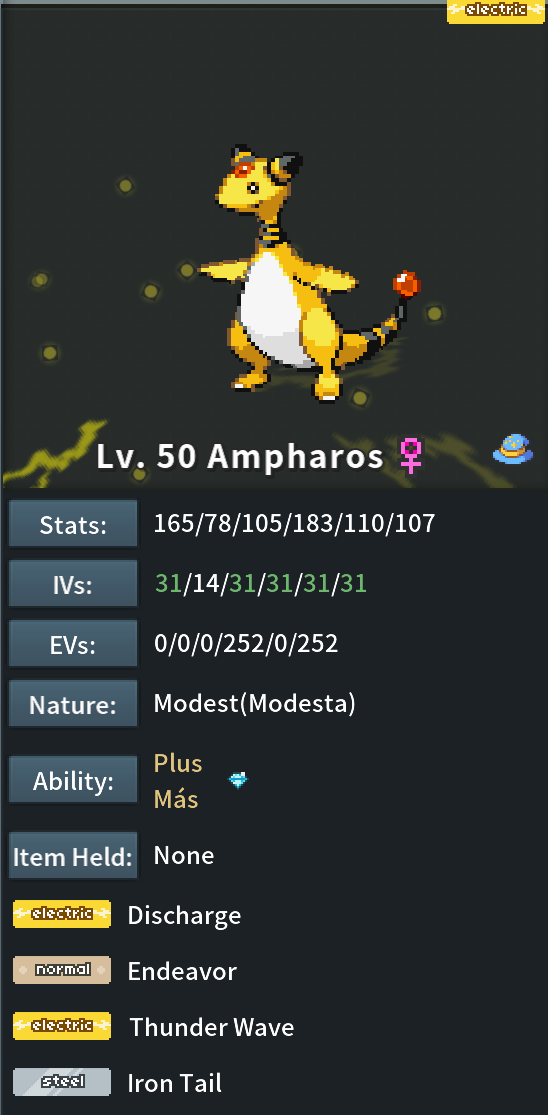 electric
Lv. 50 Ampharos ♀
Stats: 165/78/105/183/110/107
IVs: 31/14/31/31/31/31
EVs: 0/0/0/252/0/252
Nature: Modest(Modesta)
Ability: Plus
Más
Item Held: None
electric Discharge
normal Endeavor
electric Thunder Wave
steel Iron Tail